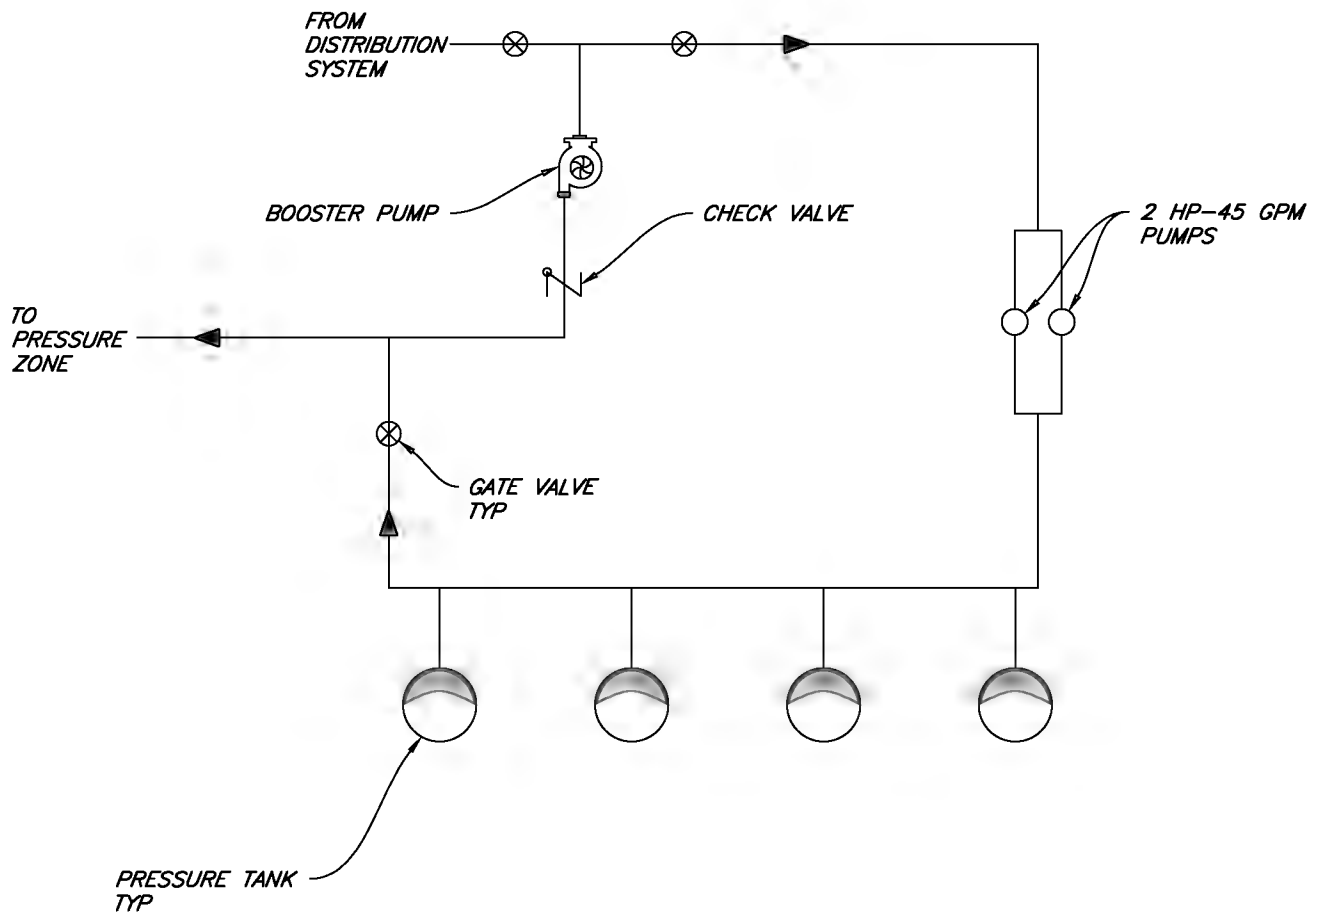 FROM
DISTRIBUTION
SYSTEM
BOOSTER PUMP
CHECK VALVE
2 HP-45 GPM
PUMPS
TO
PRESSURE
ZONE
GATE VALVE
TYP
PRESSURE TANK
TYP